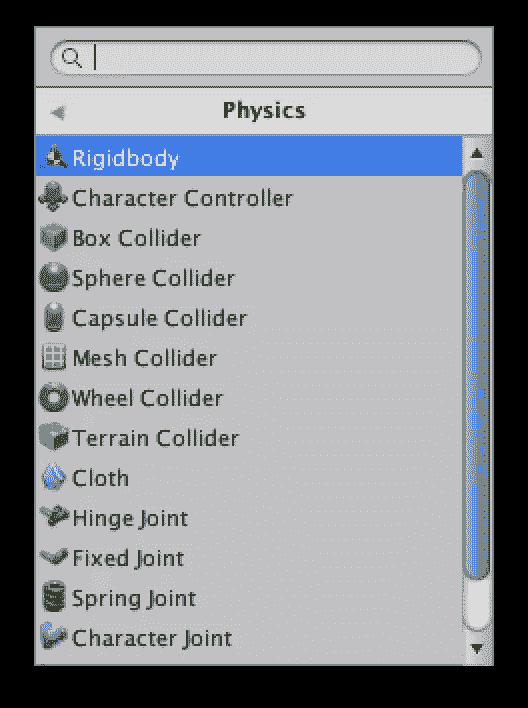 Physics
Rigidbody
Character Controller
Box Collider
Sphere Collider
Capsule Collider
Mesh Collider
Wheel Collider
Terrain Collider
Cloth
Hinge Joint
Fixed Joint
Spring Joint
Character Joint